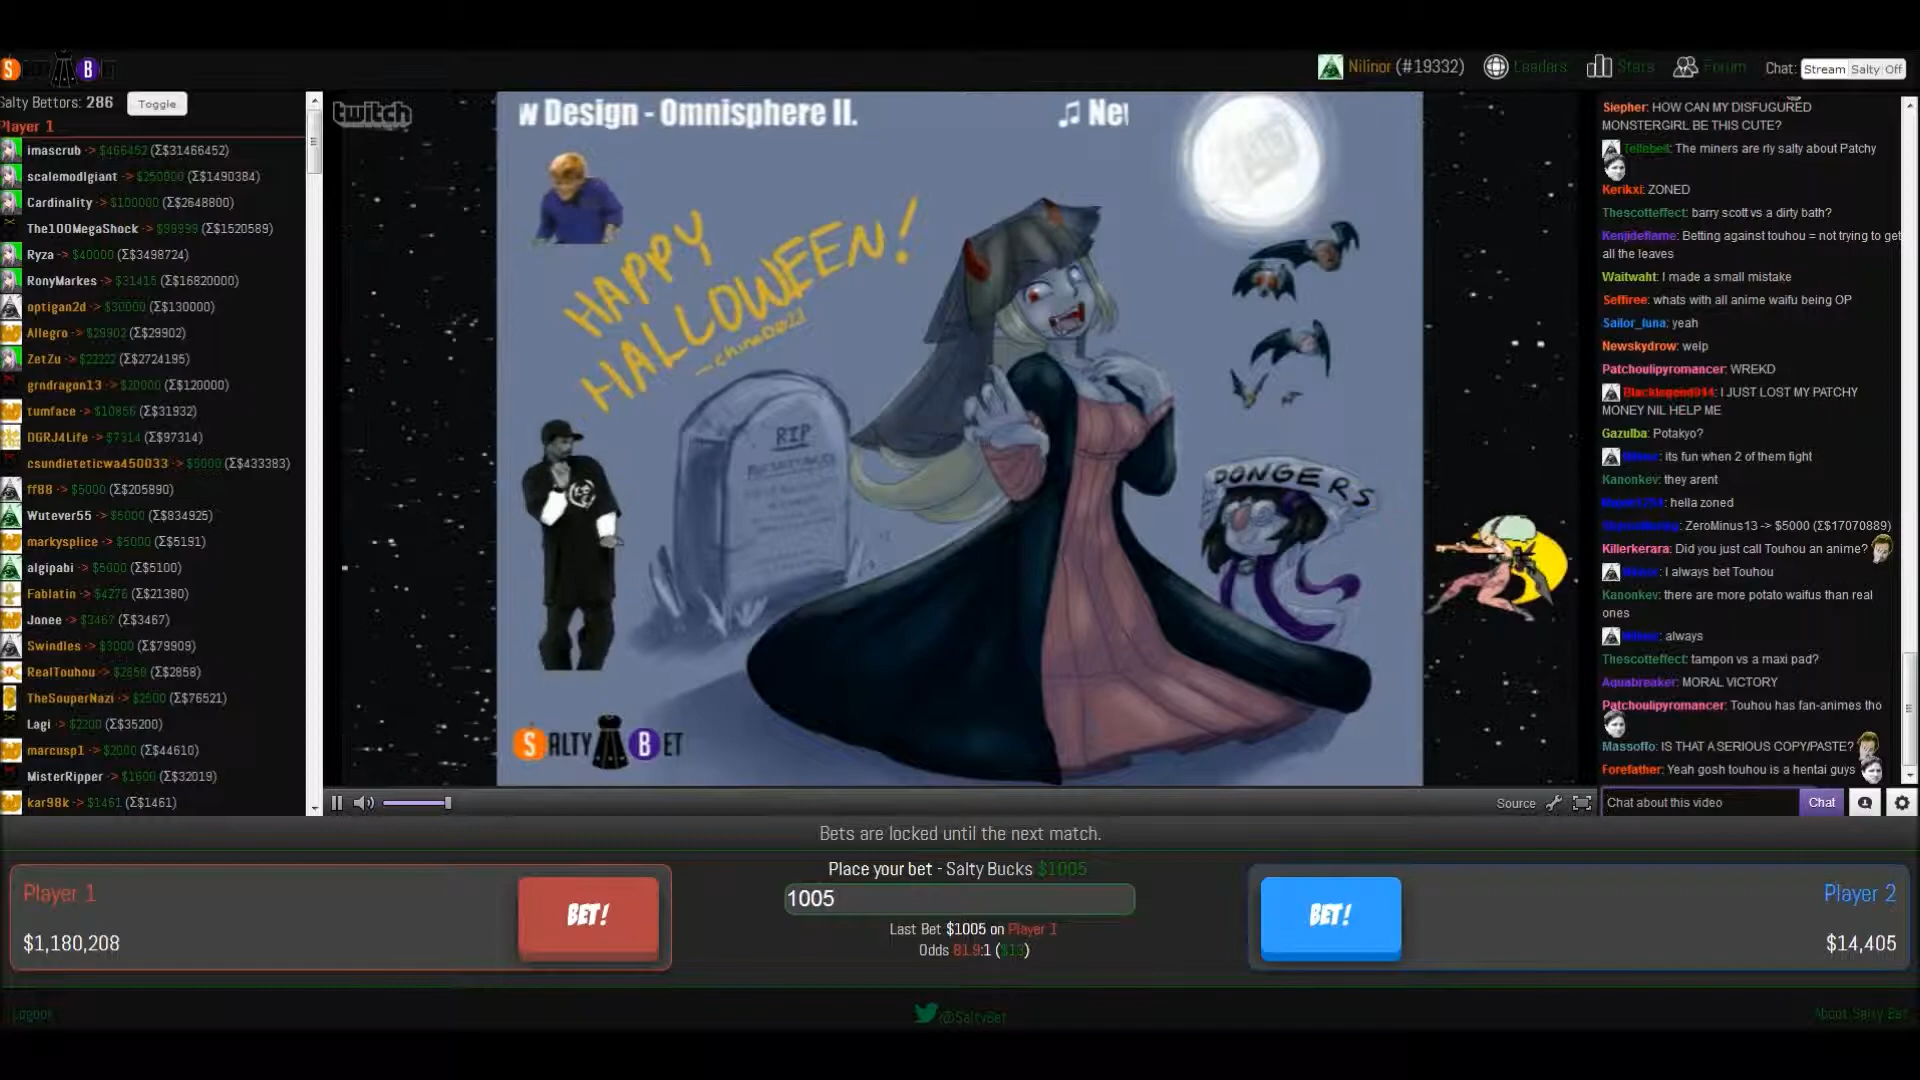 SALTY BET
Nilinor (#19332)
Leaders
Stats
Forum
Chat:
Stream
Salty
Off
Salty Bettors: 286
Toggle
Player 1
imascrub -> $466452 (Σ$31466452)
scalemodlgiant -> $250000 (Σ$1490384)
Cardinality -> $100000 (Σ$2648800)
The100MegaShock -> $99999 (Σ$1520589)
Ryza -> $40000 (Σ$3498724)
RonyMarkes -> $31415 (Σ$16820000)
optigan2d -> $30000 (Σ$130000)
Allegro -> $29902 (Σ$29902)
ZetZu -> $22222 (Σ$2724195)
grndragon13 -> $20000 (Σ$120000)
tumface -> $10856 (Σ$31932)
DGRJ4Life -> $7314 (Σ$97314)
csundieteticwa450033 -> $5000 (Σ$433383)
ff88 -> $5000 (Σ$205890)
Wutever55 -> $5000 (Σ$834925)
markysplice -> $5000 (Σ$5191)
algipabi -> $5000 (Σ$5100)
Fablatin -> $4276 (Σ$21380)
Janee -> $3467 (Σ$3467)
Swindles -> $3000 (Σ$79909)
RealTouhou -> $2858 (Σ$2858)
TheSouperNazi -> $2500 (Σ$76521)
Lagi -> $2200 (Σ$35200)
marcusp1 -> $2000 (Σ$44610)
MisterRipper -> $1600 (Σ$32019)
kar98k -> $1461 (Σ$1461)
twitch
w Design - Omnisphere II.
♫ Ne
HAPPY
HALLOWEEN!
RIP
DONGERS
SALTY BET
Source
Siepher: HOW CAN MY DISFUGURED
MONSTERGIRL BE THIS CUTE?
Tellebell: The miners are rly salty about Patchy
Kerikxi: ZONED
Thescotteffect: barry scott vs a dirty bath?
Kenjideflame: Betting against touhou = not trying to get
all the leaves
Waitwaht: I made a small mistake
Seffiree: whats with all anime waifu being OP
Sailor_luna: yeah
Newskydrow: welp
Patchoulipyromancer: WREKD
I JUST LOST MY PATCHY
MONEY NIL HELP ME
Gazulba: Potakyo?
its fun when 2 of them fight
Kanonkev: they arent
hella zoned
ZeroMinus13 -> $5000 (Σ$17070889)
Killerkerara: Did you just call Touhou an anime?
I always bet Touhou
Kanonkev: there are more potato waifus than real
ones
always
Thescotteffect: tampon vs a maxi pad?
Aquabreaker: MORAL VICTORY
Patchoulipyromancer: Touhou has fan-animes tho
Massoffo: IS THAT A SERIOUS COPY/PASTE?
Forefather: Yeah gosh touhou is a hentai guys
Chat about this video
Chat
Bets are locked until the next match.
Player 1
$1,180,208
BET!
Place your bet - Salty Bucks $1005
1005
Last Bet $1005 on Player 1
Odds 81.9:1 ($13)
BET!
Player 2
$14,405
Logout
@SaltyBet
About Salty Bet